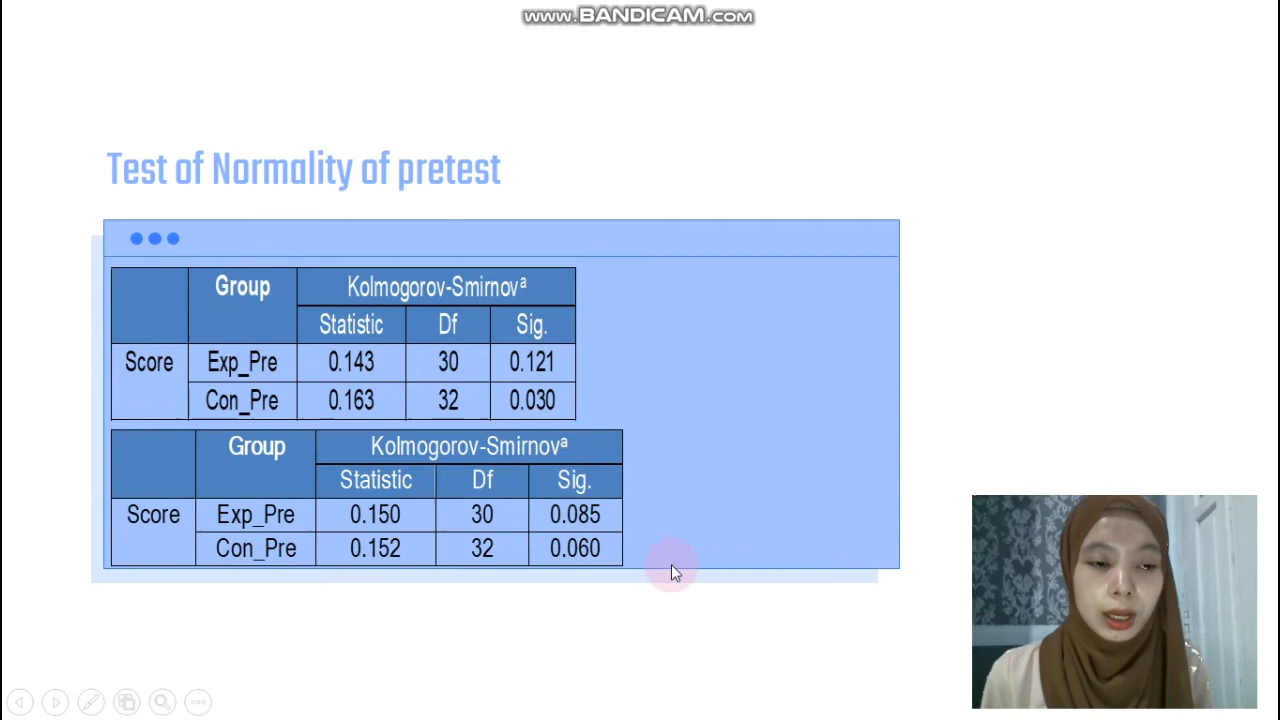 www.BANDICAM.com
Test of Normality of pretest
Group Kolmogorov-Smirnovª
Statistic Df Sig.
Score Exp_Pre 0.143 30 0.121
Con_Pre 0.163 32 0.030
Group Kolmogorov-Smirnovª
Statistic Df Sig.
Score Exp_Pre 0.150 30 0.085
Con_Pre 0.152 32 0.060